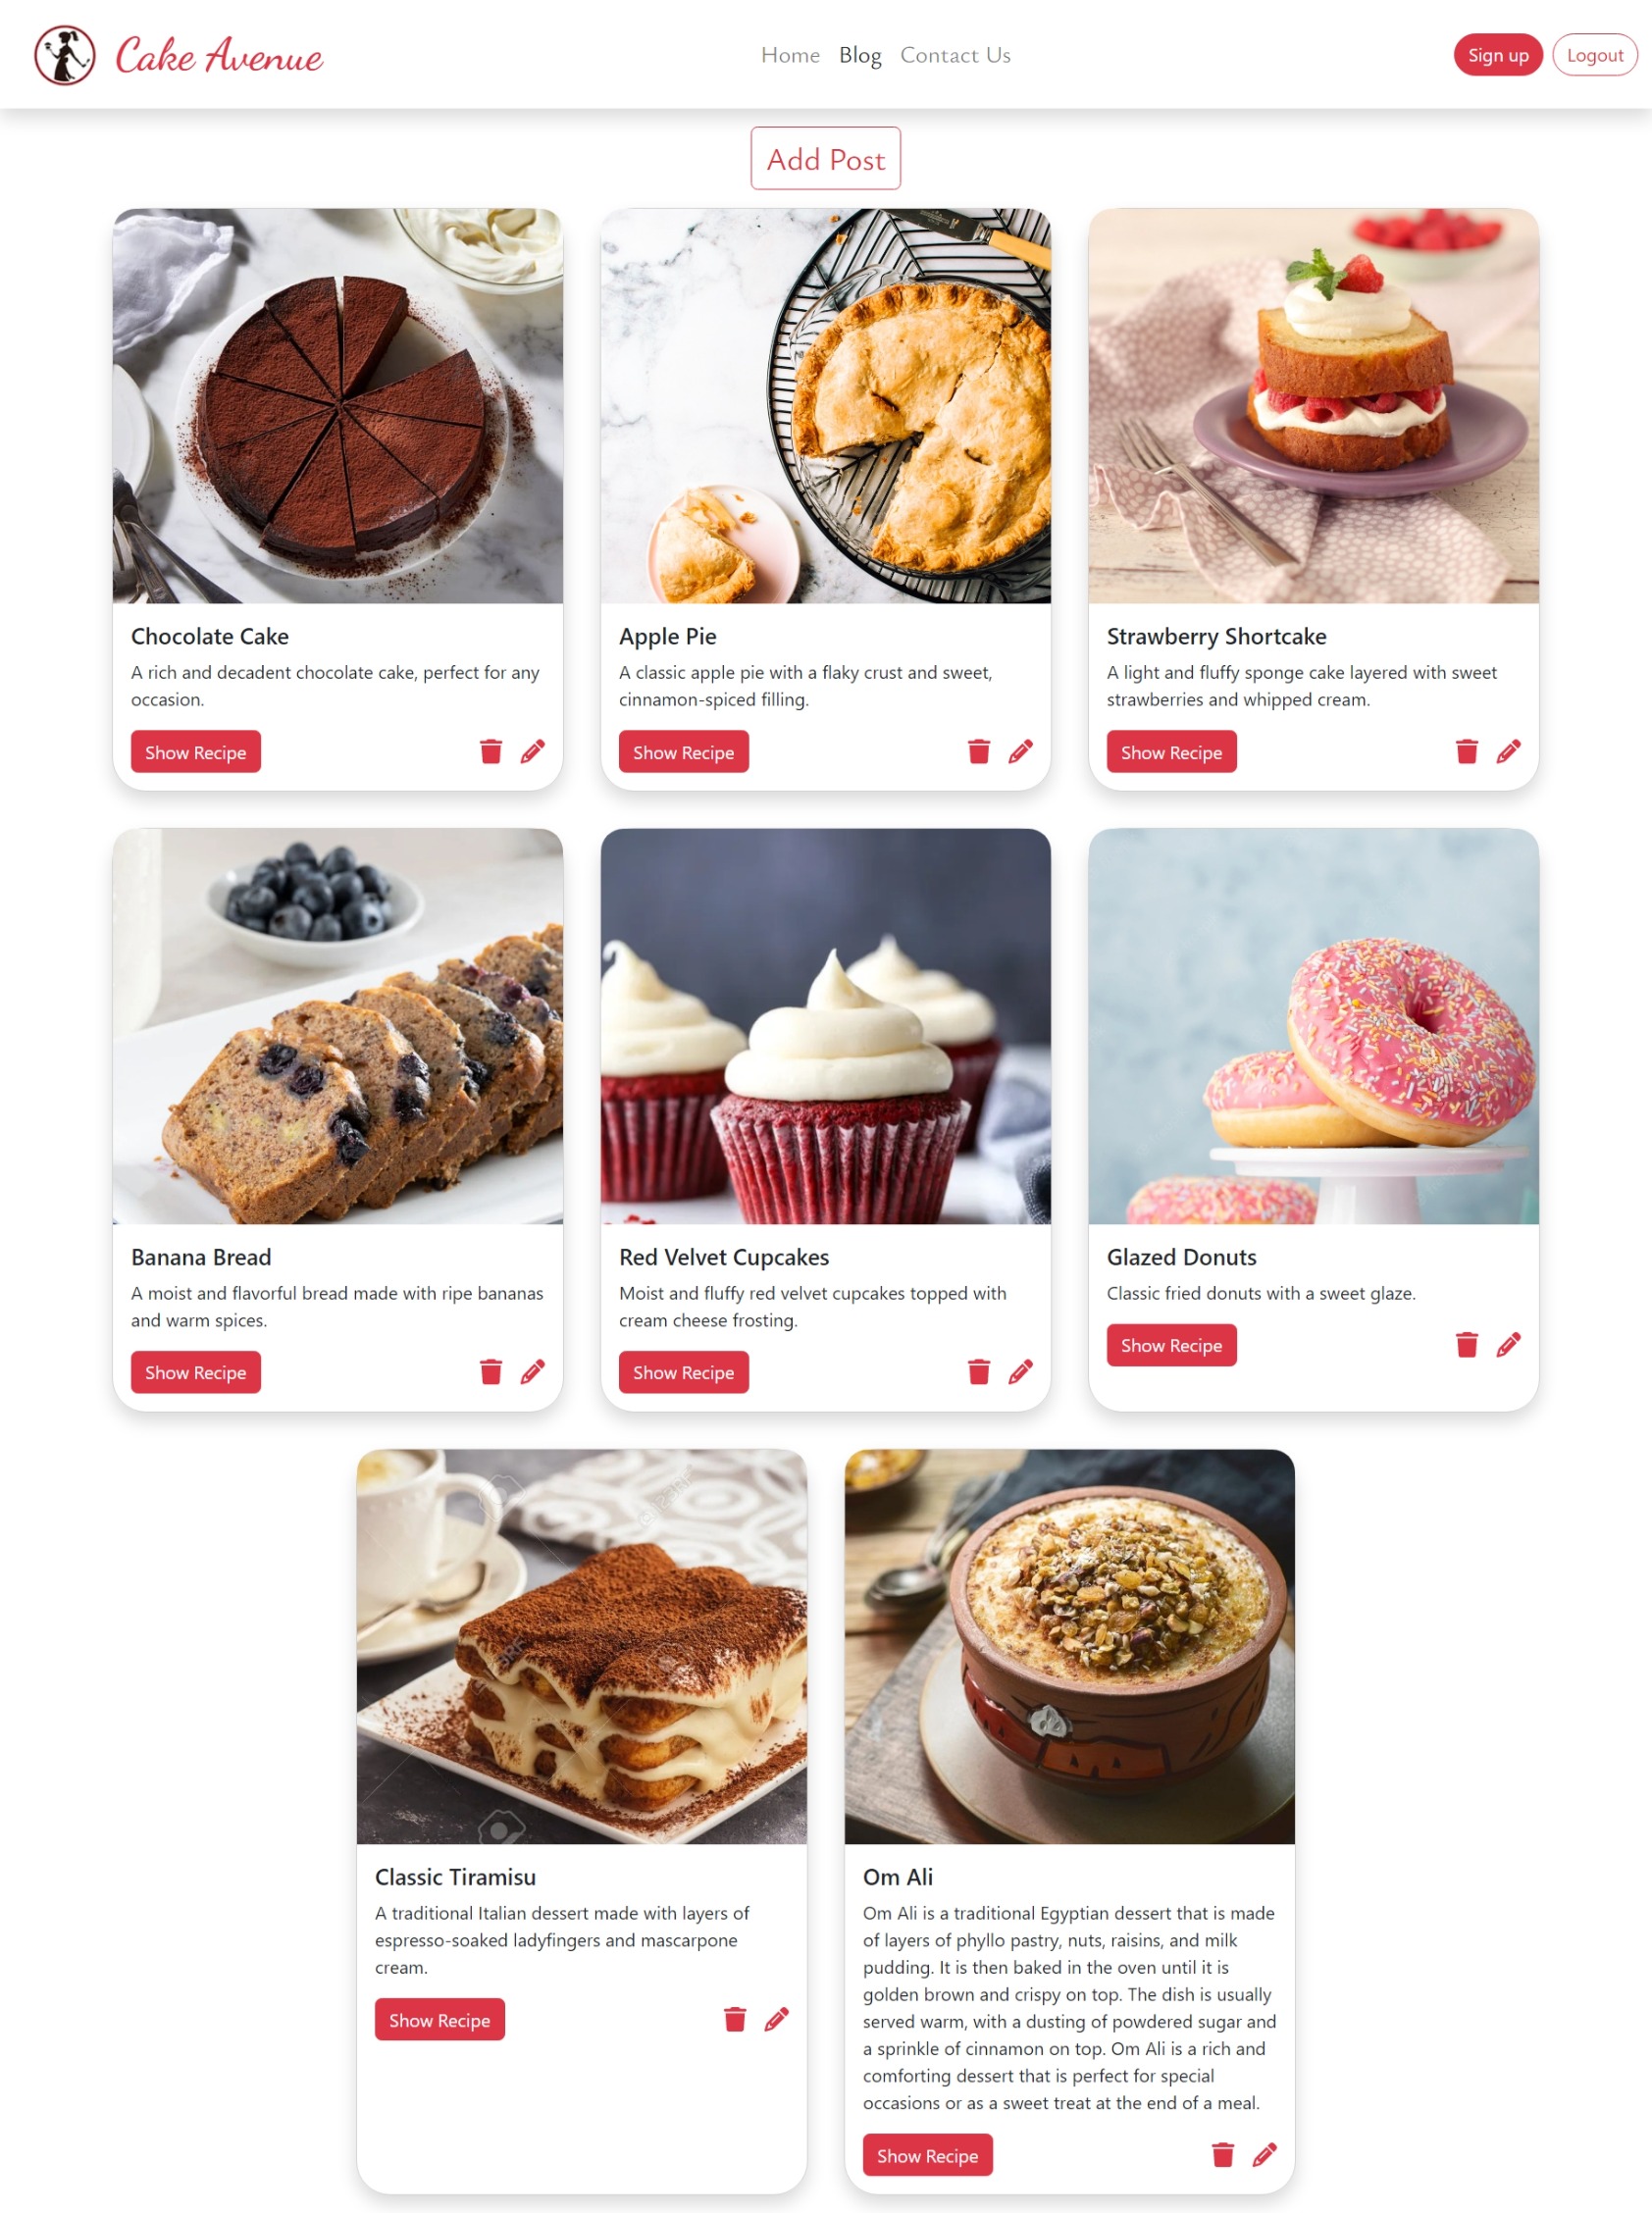 Cake Avenue
Home Blog Contact Us
Sign up Logout
Add Post
Chocolate Cake
A rich and decadent chocolate cake, perfect for any
occasion.
Show Recipe
Apple Pie
A classic apple pie with a flaky crust and sweet,
cinnamon-spiced filling.
Show Recipe
Strawberry Shortcake
A light and fluffy sponge cake layered with sweet
strawberries and whipped cream.
Show Recipe
Banana Bread
A moist and flavorful bread made with ripe bananas
and warm spices.
Show Recipe
Red Velvet Cupcakes
Moist and fluffy red velvet cupcakes topped with
cream cheese frosting.
Show Recipe
Glazed Donuts
Classic fried donuts with a sweet glaze.
Show Recipe
Classic Tiramisu
A traditional Italian dessert made with layers of
espresso-soaked ladyfingers and mascarpone
cream.
Show Recipe
Om Ali
Om Ali is a traditional Egyptian dessert that is made
of layers of phyllo pastry, nuts, raisins, and milk
pudding. It is then baked in the oven until it is
golden brown and crispy on top. The dish is usually
served warm, with a dusting of powdered sugar and
a sprinkle of cinnamon on top. Om Ali is a rich and
comforting dessert that is perfect for special
occasions or as a sweet treat at the end of a meal.
Show Recipe